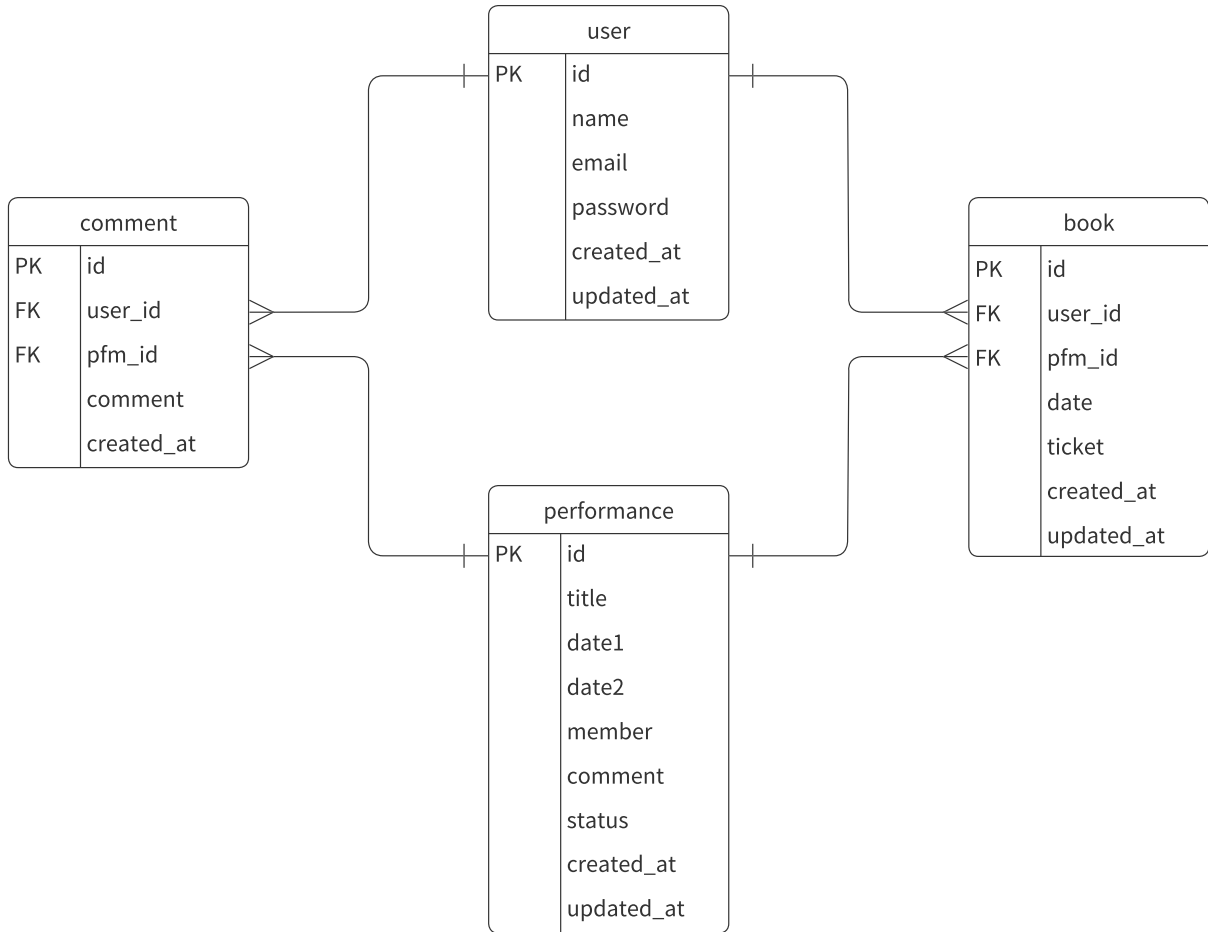 user
PK id
name
email
password
created_at
updated_at
comment
PK id
FK user_id
FK pfm_id
comment
created_at
book
PK id
FK user_id
FK pfm_id
date
ticket
created_at
updated_at
performance
PK id
title
date1
date2
member
comment
status
created_at
updated_at